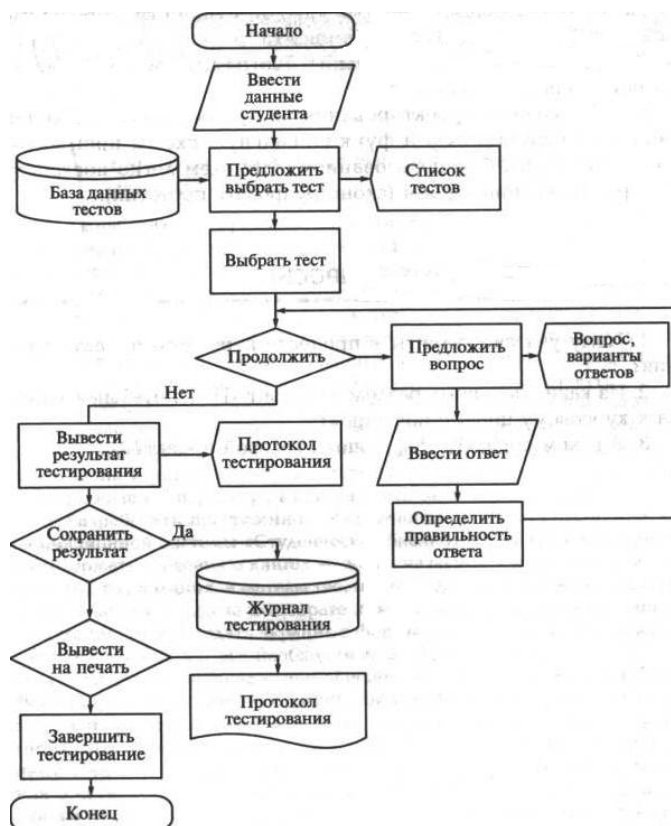 Начало
Ввести
данные
студента
База данных
тестов
Предложить
выбрать тест
Список
тестов
Выбрать тест
Продолжить
Предложить
вопрос
Вопрос,
варианты
ответов
Нет
Вывести
результат
тестирования
Протокол
тестирования
Ввести ответ
Сохранить
результат
Да
Определить
правильность
ответа
Журнал
тестирования
Вывести
на печать
Протокол
тестирования
Завершить
тестирование
Конец